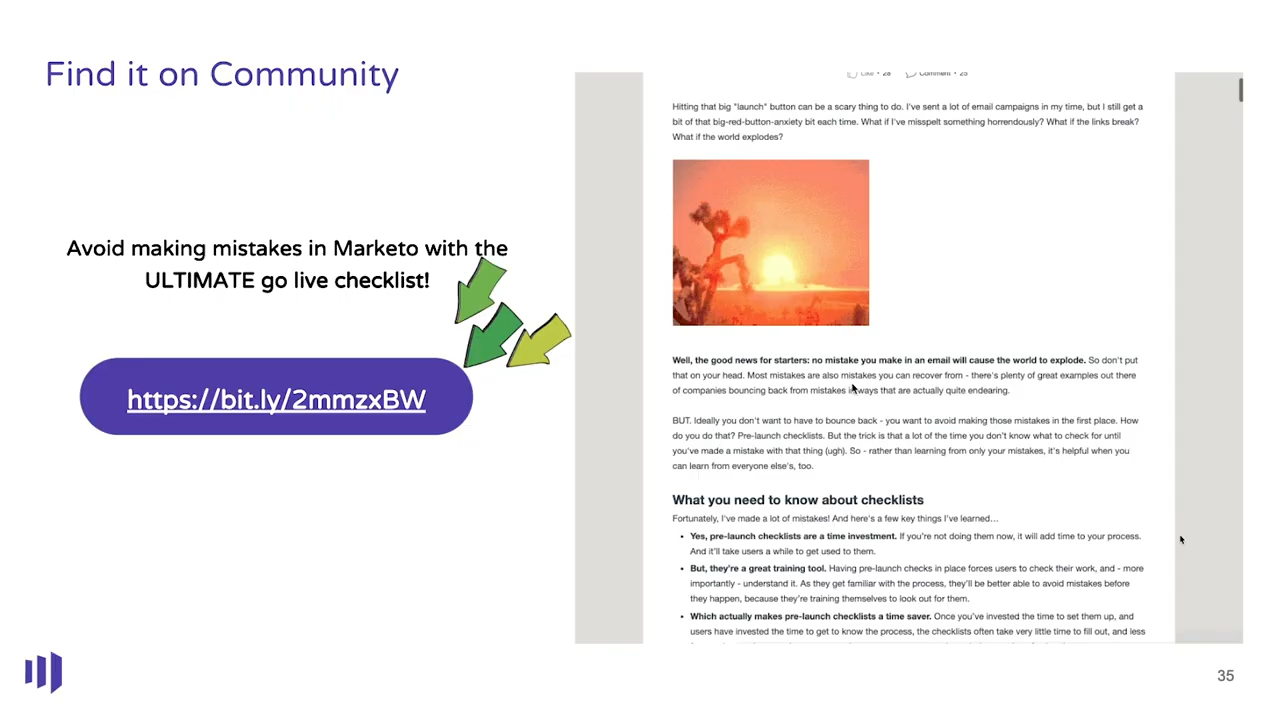 Find it on Community
Avoid making mistakes in Marketo with the
ULTIMATE go live checklist!
https://bit.ly/2mmzxBW
Like • 28 Comment • 25
Hitting that big "launch" button can be a scary thing to do. I've sent a lot of email campaigns in my time, but I still get a
bit of that big-red-button-anxiety bit each time. What if I've misspelt something horrendously? What if the links break?
What if the world explodes?
Well, the good news for starters: no mistake you make in an email will cause the world to explode. So don't put
that on your head. Most mistakes are also mistakes you can recover from - there's plenty of great examples out there
of companies bouncing back from mistakes in ways that are actually quite endearing.
BUT. Ideally you don't want to have to bounce back - you want to avoid making those mistakes in the first place. How
do you do that? Pre-launch checklists. But the trick is that a lot of the time you don't know what to check for until
you've made a mistake with that thing (ugh). So - rather than learning from only your mistakes, it's helpful when you
can learn from everyone else's, too.
What you need to know about checklists
Fortunately, I've made a lot of mistakes! And here's a few key things I've learned…
• Yes, pre-launch checklists are a time investment. If you're not doing them now, it will add time to your process.
And it'll take users a while to get used to them.
• But, they're a great training tool. Having pre-launch checks in place forces users to check their work, and - more
importantly - understand it. As they get familiar with the process, they'll be better able to avoid mistakes before
they happen, because they're training themselves to look out for them.
• Which actually makes pre-launch checklists a time saver. Once you've invested the time to set them up, and
users have invested the time to get to know the process, the checklists often take very little time to fill out, and less
35